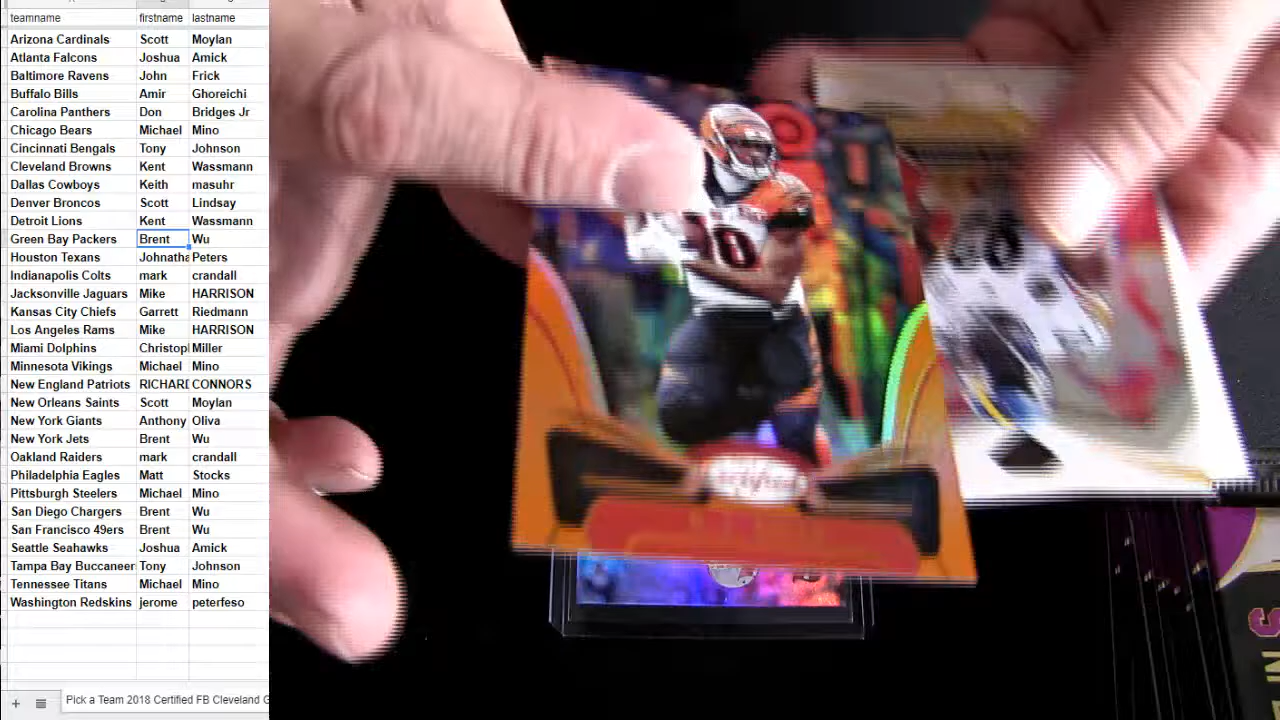 teamname firstname lastname
Arizona Cardinals Scott Moylan
Atlanta Falcons Joshua Amick
Baltimore Ravens John Frick
Buffalo Bills Amir Ghoreichi
Carolina Panthers Don Bridges Jr
Chicago Bears Michael Mino
Cincinnati Bengals Tony Johnson
Cleveland Browns Kent Wassmann
Dallas Cowboys Keith masuhr
Denver Broncos Scott Lindsay
Detroit Lions Kent Wassmann
Green Bay Packers Brent Wu
Houston Texans Johnatha Peters
Indianapolis Colts mark crandall
Jacksonville Jaguars Mike HARRISON
Kansas City Chiefs Garrett Riedmann
Los Angeles Rams Mike HARRISON
Miami Dolphins Christop Miller
Minnesota Vikings Michael Mino
New England Patriots RICHARD CONNORS
New Orleans Saints Scott Moylan
New York Giants Anthony Oliva
New York Jets Brent Wu
Oakland Raiders mark crandall
Philadelphia Eagles Matt Stocks
Pittsburgh Steelers Michael Mino
San Diego Chargers Brent Wu
San Francisco 49ers Brent Wu
Seattle Seahawks Joshua Amick
Tampa Bay Buccaneer Tony Johnson
Tennessee Titans Michael Mino
Washington Redskins jerome peterfeso
Pick a Team 2018 Certified FB Cleveland G